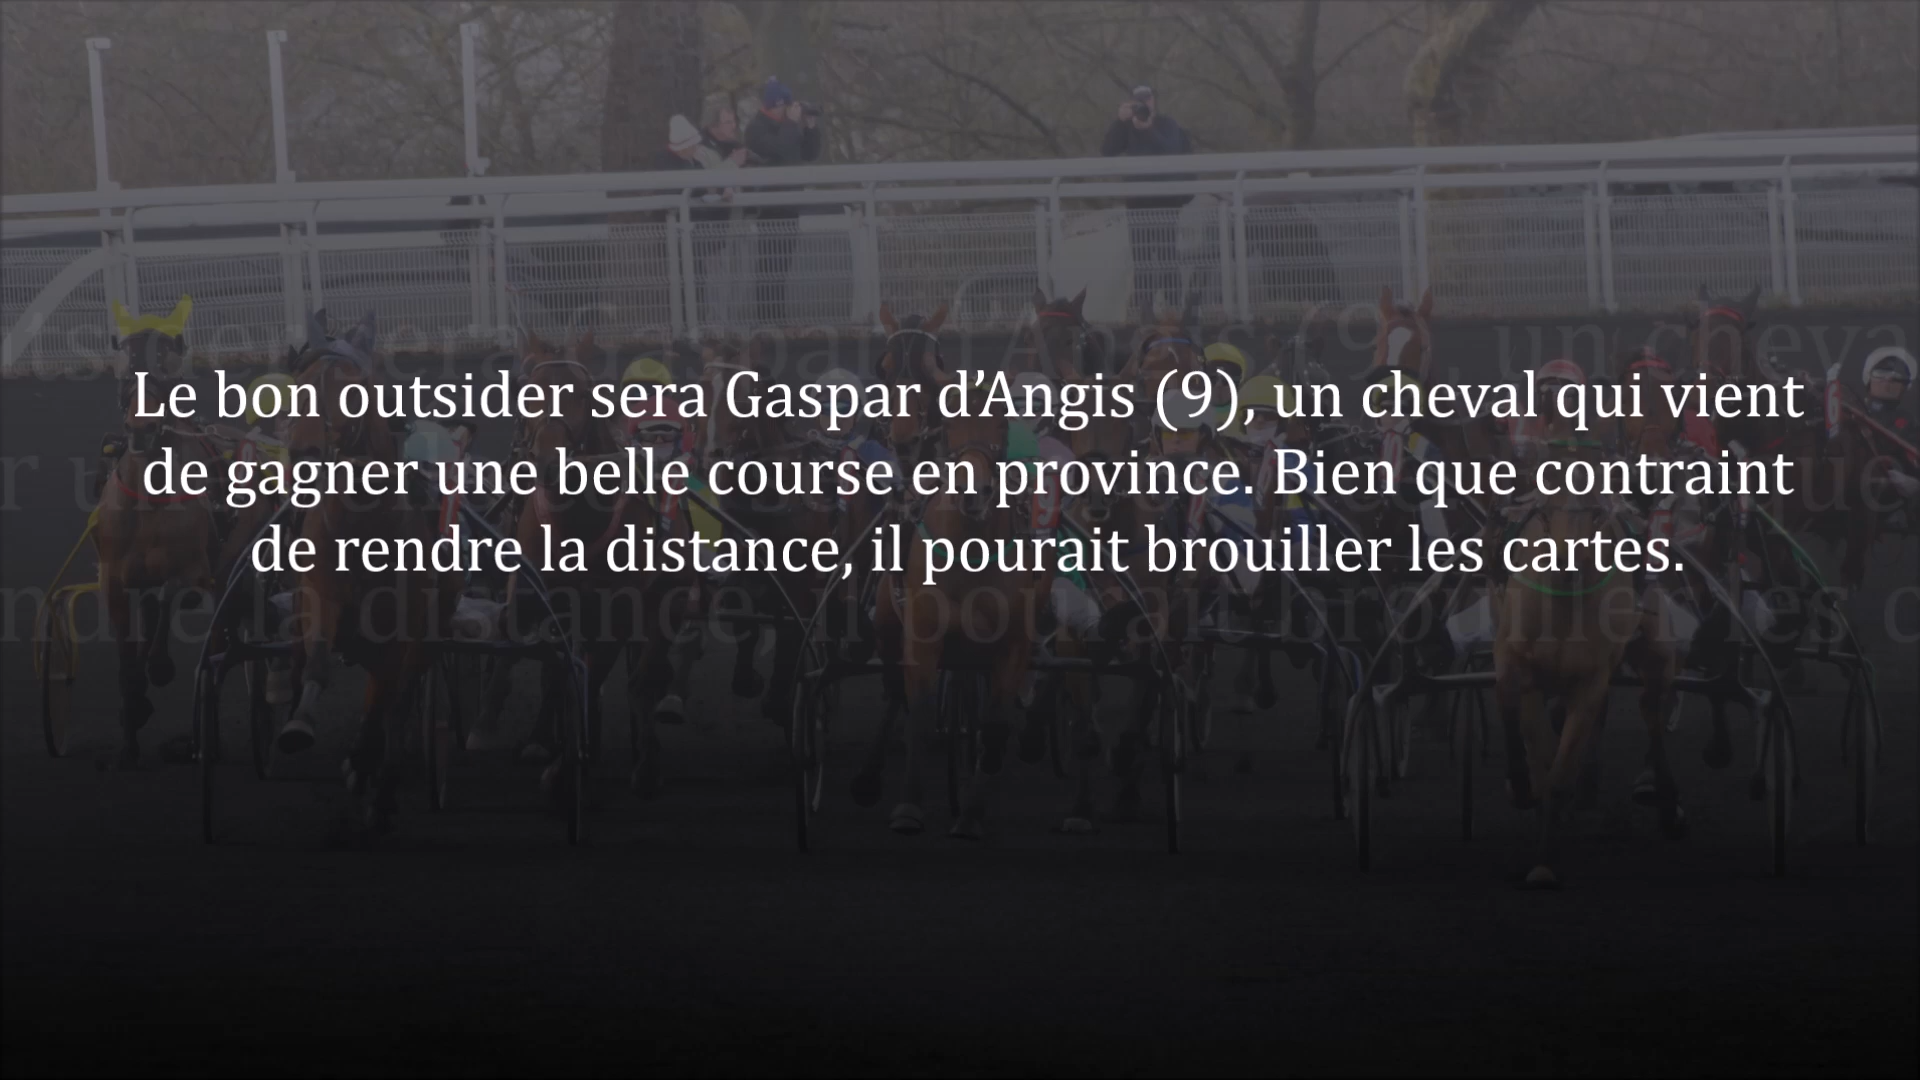 Le bon outsider sera Gaspar d’Angis (9), un cheval qui vient
de gagner une belle course en province. Bien que contraint
de rendre la distance, il pourait brouiller les cartes.